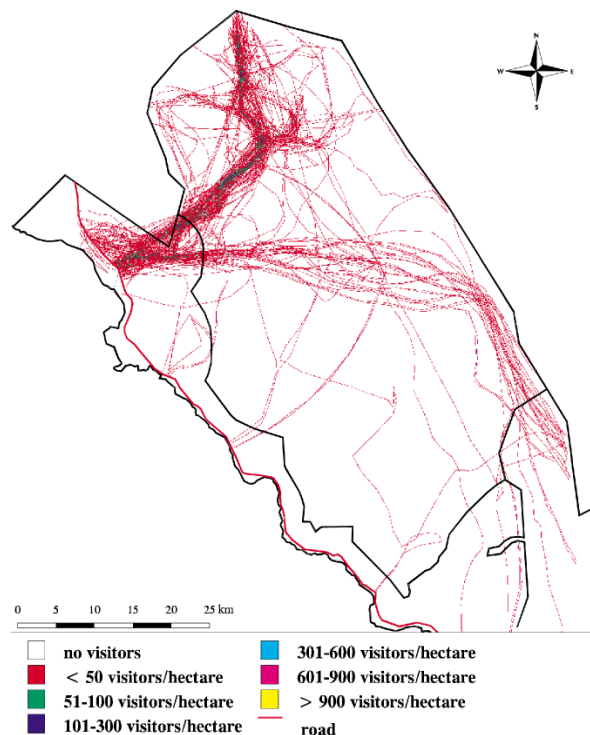 N
W E
S
0 5 10 15 20 25 km
no visitors
< 50 visitors/hectare
51-100 visitors/hectare
101-300 visitors/hectare
301-600 visitors/hectare
601-900 visitors/hectare
> 900 visitors/hectare
road